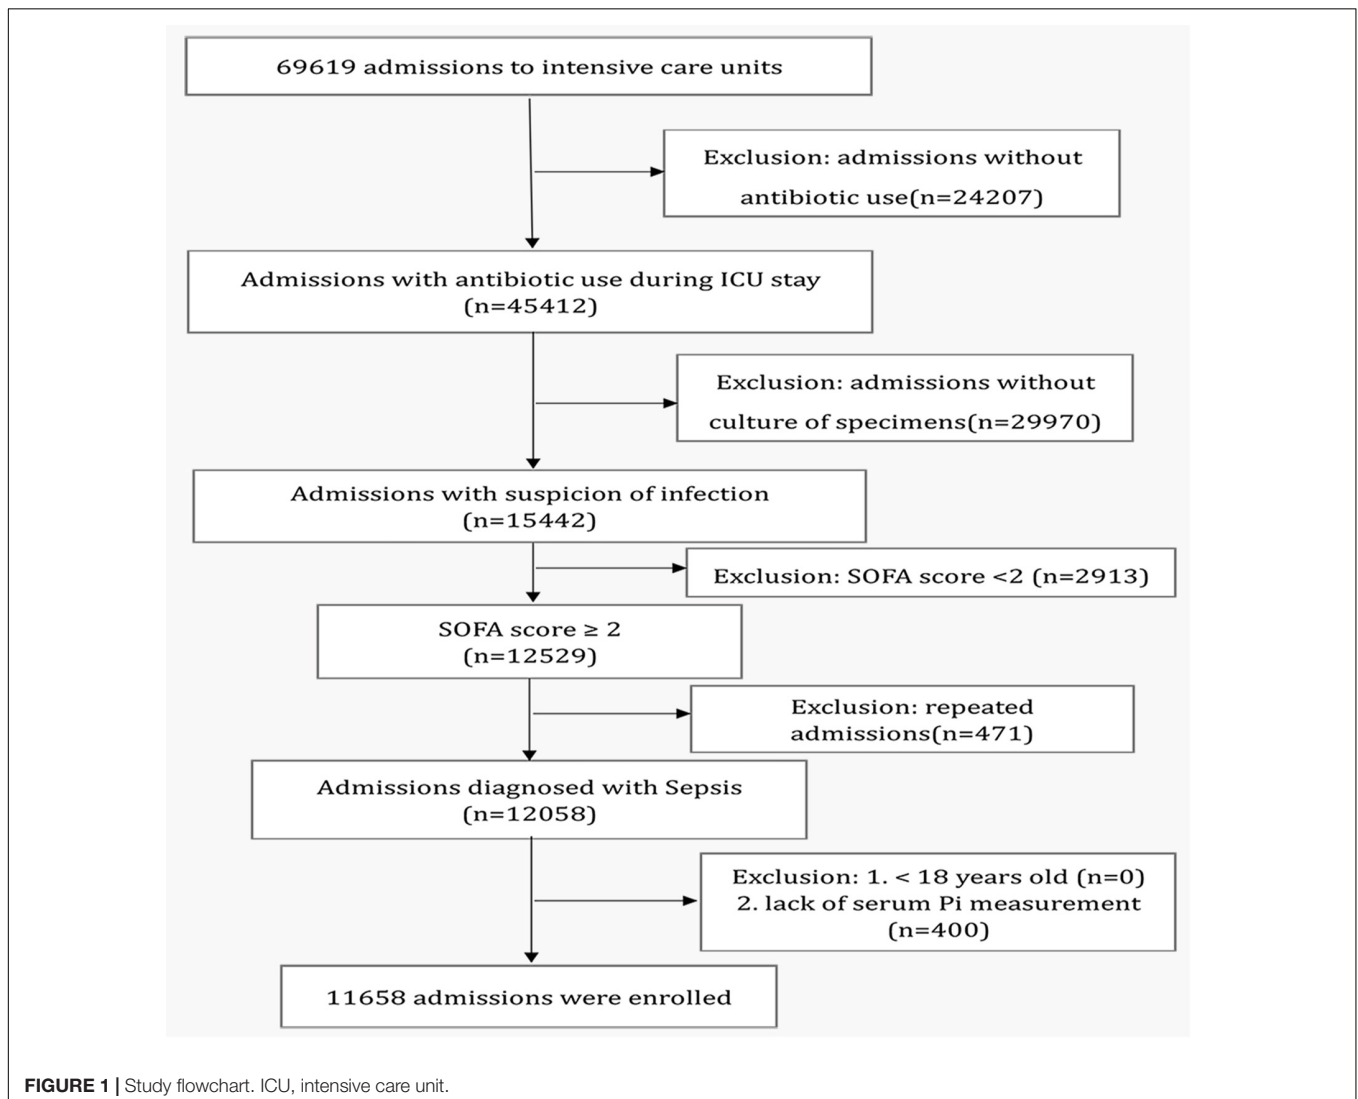 69619 admissions to intensive care units
Exclusion: admissions without
antibiotic use(n=24207)
Admissions with antibiotic use during ICU stay
(n=45412)
Exclusion: admissions without
culture of specimens(n=29970)
Admissions with suspicion of infection
(n=15442)
Exclusion: SOFA score <2 (n=2913)
SOFA score ≥ 2
(n=12529)
Exclusion: repeated
admissions(n=471)
Admissions diagnosed with Sepsis
(n=12058)
Exclusion: 1. < 18 years old (n=0)
2. lack of serum Pi measurement
(n=400)
11658 admissions were enrolled
FIGURE 1 | Study flowchart. ICU, intensive care unit.